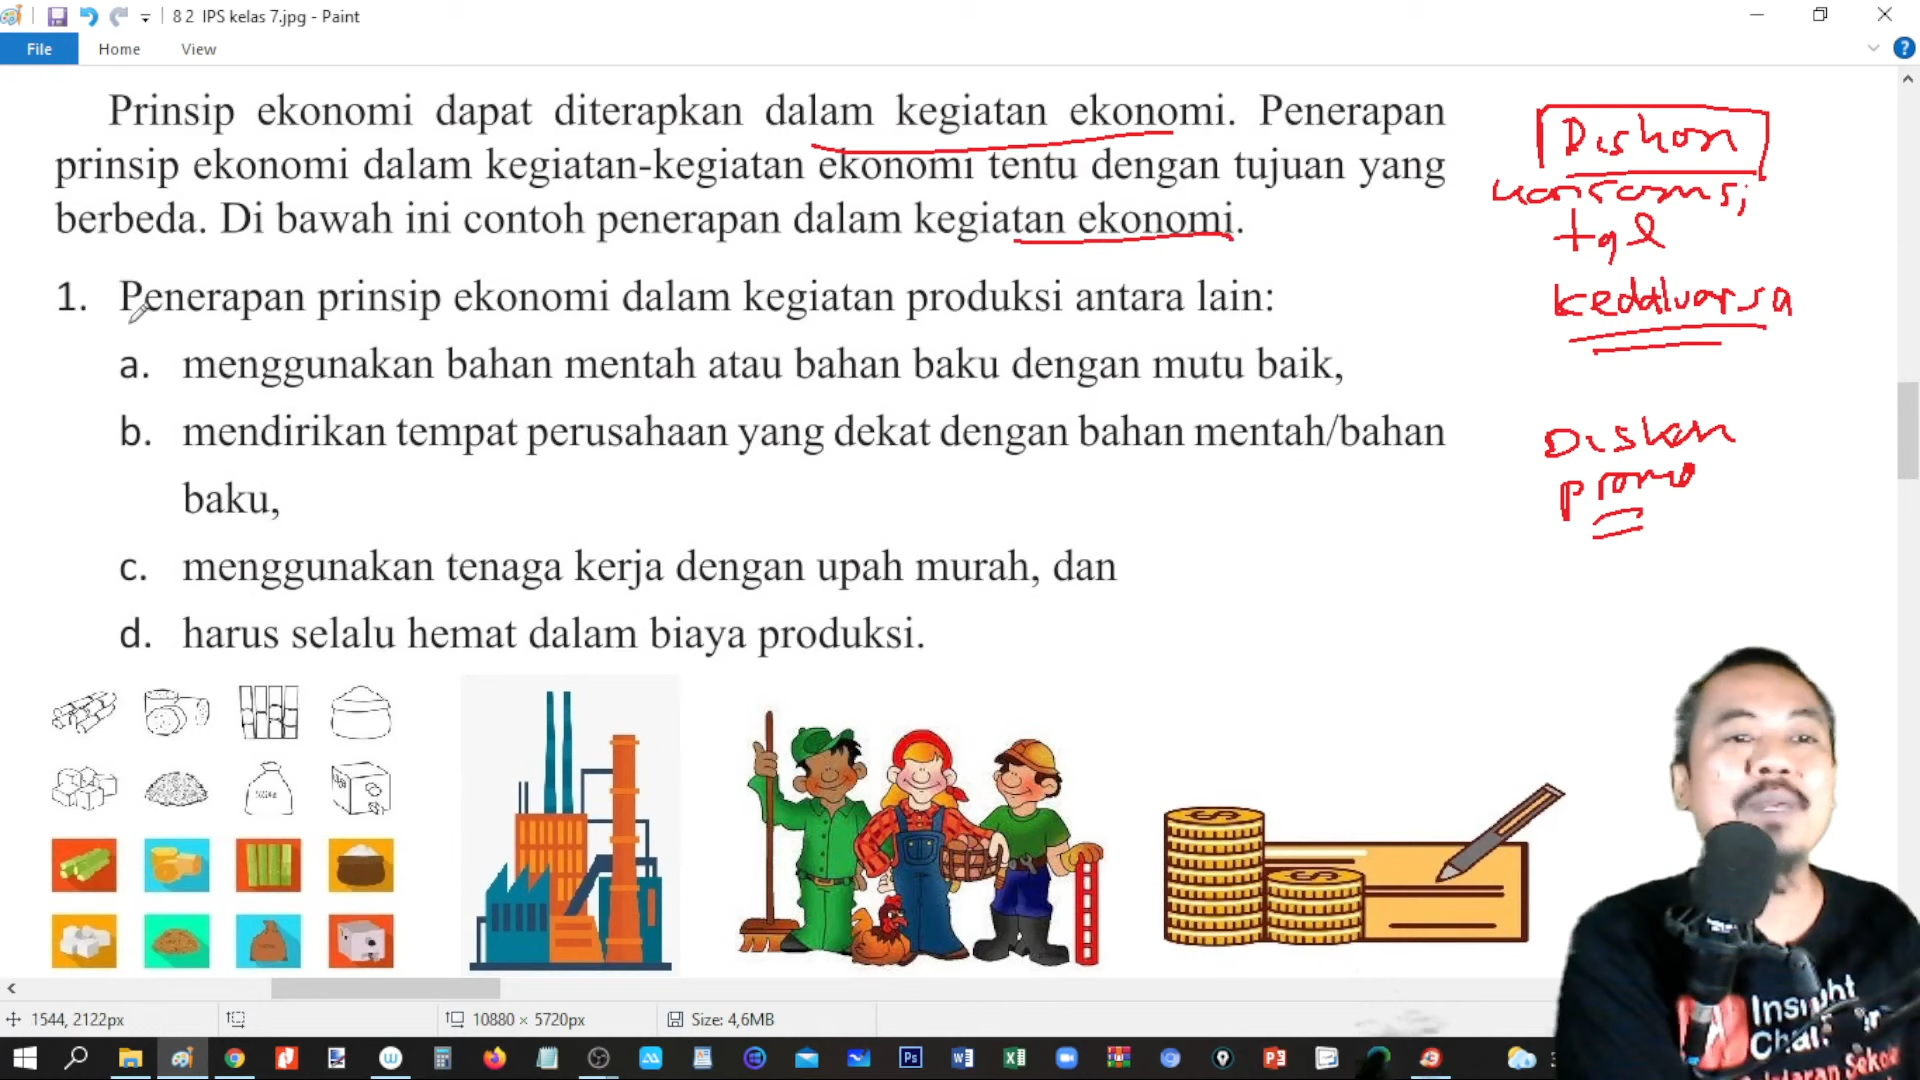 8 2 IPS kelas 7.jpg - Paint
File Home View
Prinsip ekonomi dapat diterapkan dalam kegiatan ekonomi. Penerapan
prinsip ekonomi dalam kegiatan-kegiatan ekonomi tentu dengan tujuan yang
berbeda. Di bawah ini contoh penerapan dalam kegiatan ekonomi.
1. Penerapan prinsip ekonomi dalam kegiatan produksi antara lain:
a. menggunakan bahan mentah atau bahan baku dengan mutu baik,
b. mendirikan tempat perusahaan yang dekat dengan bahan mentah/bahan
baku,
c. menggunakan tenaga kerja dengan upah murah, dan
d. harus selalu hemat dalam biaya produksi.
Diskon
tgl
kedaluarsa
Diskon
promo
1544, 2122px
10880 × 5720px
Size: 4,6MB